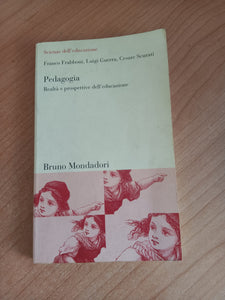 Scienze dell'educazione
Franco Frabboni, Luigi Guerra, Cesare Scurati
Pedagogia
Realtà e prospettive dell'educazione
Bruno Mondadori